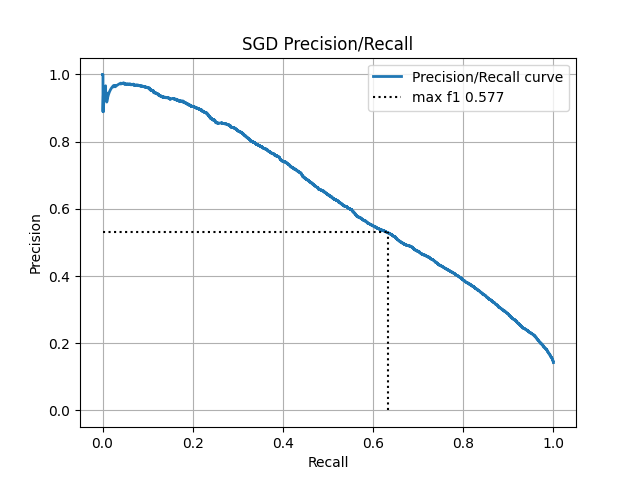 SGD Precision/Recall
Precision/Recall curve
max f1 0.577
1.0
0.8
0.6
0.4
0.2
0.0
Precision
0.0 0.2 0.4 0.6 0.8 1.0
Recall